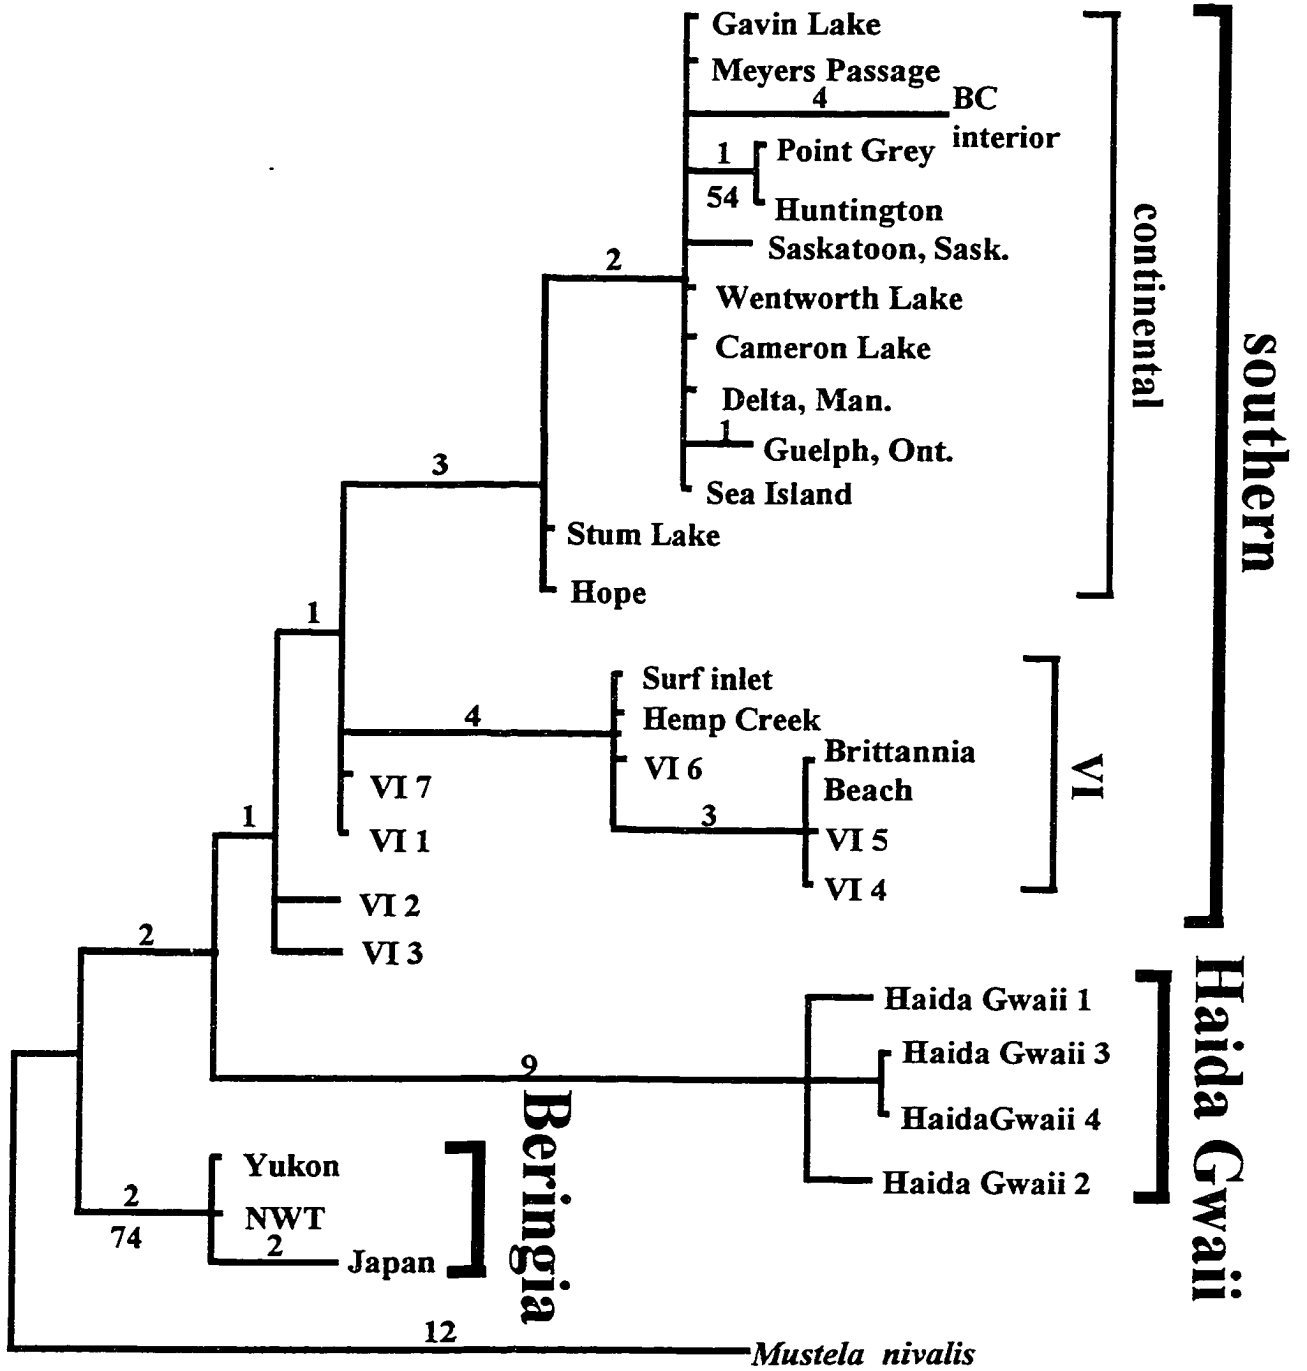 Gavin Lake
Meyers Passage
4
BC
interior
1
Point Grey
54
Huntington
Saskatoon, Sask.
2
Wentworth Lake
Cameron Lake
Delta, Man.
1
Guelph, Ont.
3
Sea Island
Stum Lake
Hope
continental
southern
1
Surf inlet
4
Hemp Creek
VI 6
Brittannia
Beach
VI 7
3
VI 5
VI 1
VI 4
VI
1
VI 2
VI 3
2
Haida Gwaii 1
9
Haida Gwaii 3
HaidaGwaii 4
Haida Gwaii 2
Haida Gwaii
Yukon
2
NWT
74
2
Japan
Beringia
12
Mustela nivalis